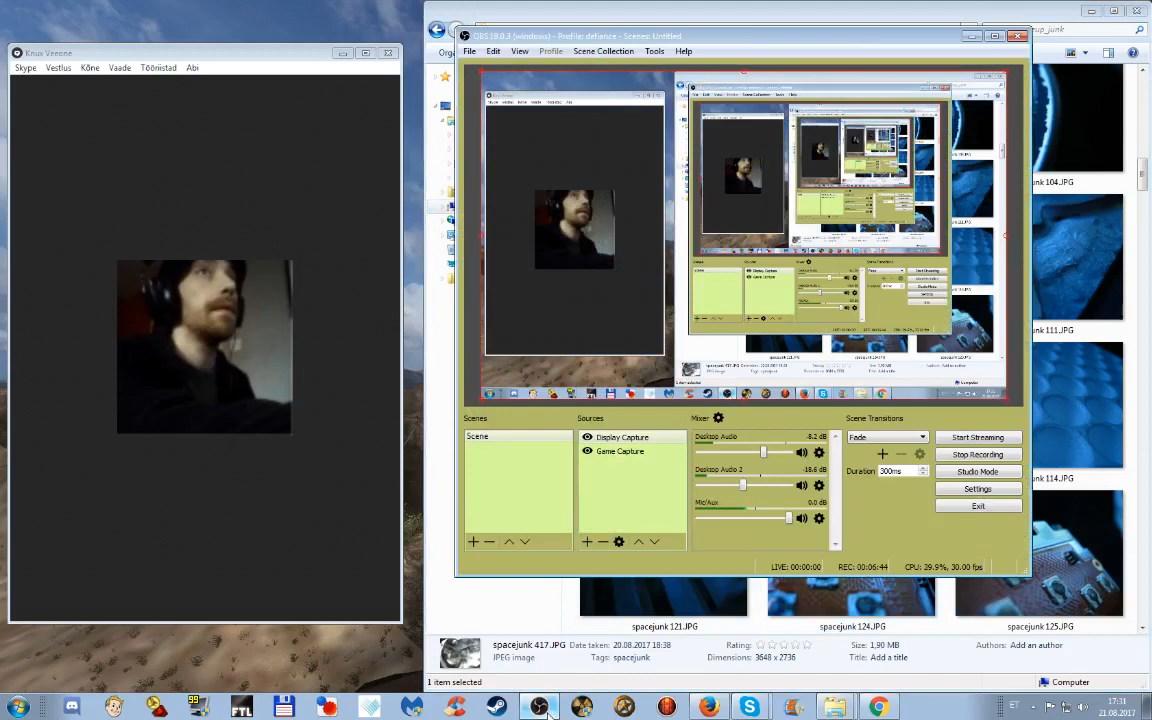 Knux Veeone
Skype Vestlus Kõne Vaade Tööriistad Abi
OBS 19.0.3 (windows) - Profile: defiance - Scenes: Untitled
File Edit View Profile Scene Collection Tools Help
Scenes
Scene
Sources
Display Capture
Game Capture
Mixer
Desktop Audio -8.2 dB
Desktop Audio 2 -18.6 dB
Mic/Aux 0.0 dB
Scene Transitions
Fade
Duration 300ms
Start Streaming
Stop Recording
Studio Mode
Settings
Exit
LIVE: 00:00:00 REC: 00:06:44 CPU: 29.9%, 30.00 fps
junk 104.JPG
junk 111.JPG
junk 114.JPG
spacejunk 121.JPG
spacejunk 124.JPG
spacejunk 125.JPG
spacejunk 417.JPG Date taken: 20.08.2017 18:38 Rating: Size: 1,90 MB Authors: Add an author
JPEG image Tags: spacejunk Dimensions: 3648 x 2736 Title: Add a title
1 item selected
Computer
99
FTL
ET
17:31
21.08.2017